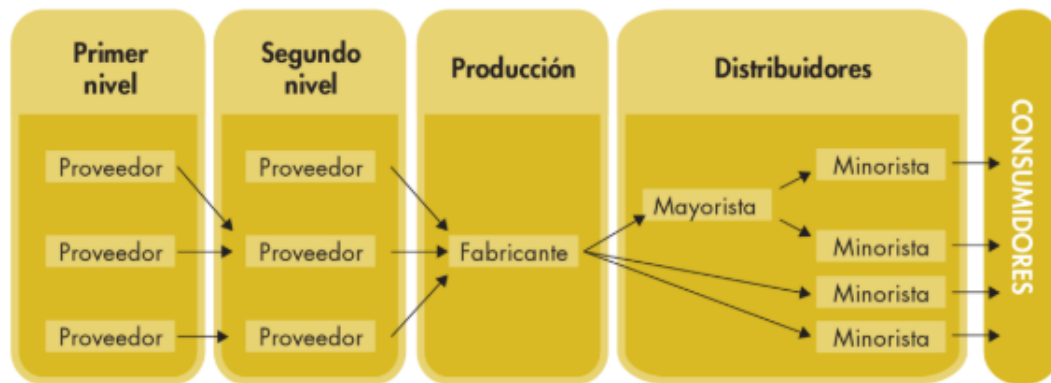 Primer
nivel
Segundo
nivel
Producción
Distribuidores
CONSUMIDORES
Proveedor
Proveedor
Proveedor
Proveedor
Proveedor
Proveedor
Fabricante
Mayorista
Minorista
Minorista
Minorista
Minorista